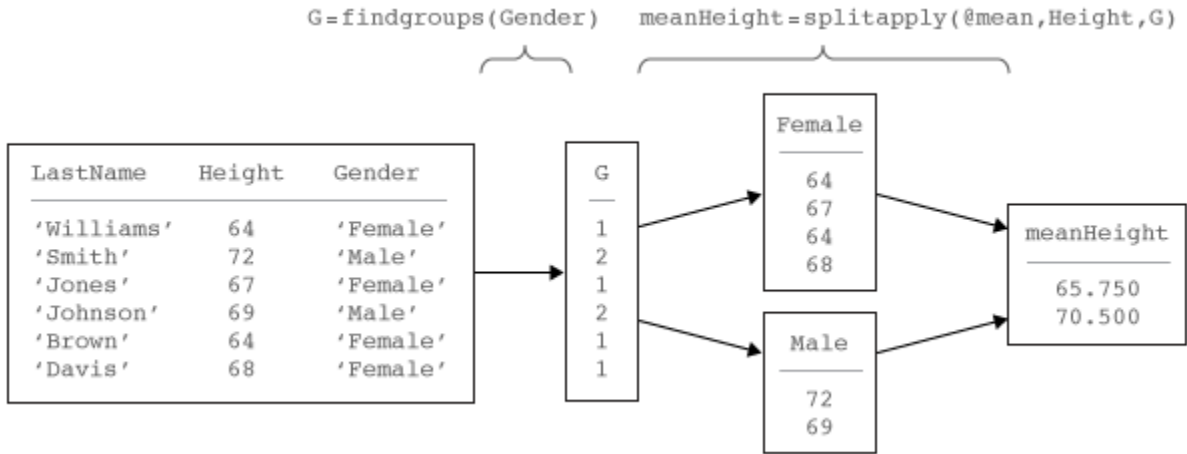 G=findgroups(Gender)
meanHeight=splitapply(@mean,Height,G)
LastName Height Gender
‘Williams’ 64 ‘Female’
‘Smith’ 72 ‘Male’
‘Jones’ 67 ‘Female’
‘Johnson’ 69 ‘Male’
‘Brown’ 64 ‘Female’
‘Davis’ 68 ‘Female’
G
1
2
1
2
1
1
Female
64
67
64
68
Male
72
69
meanHeight
65.750
70.500